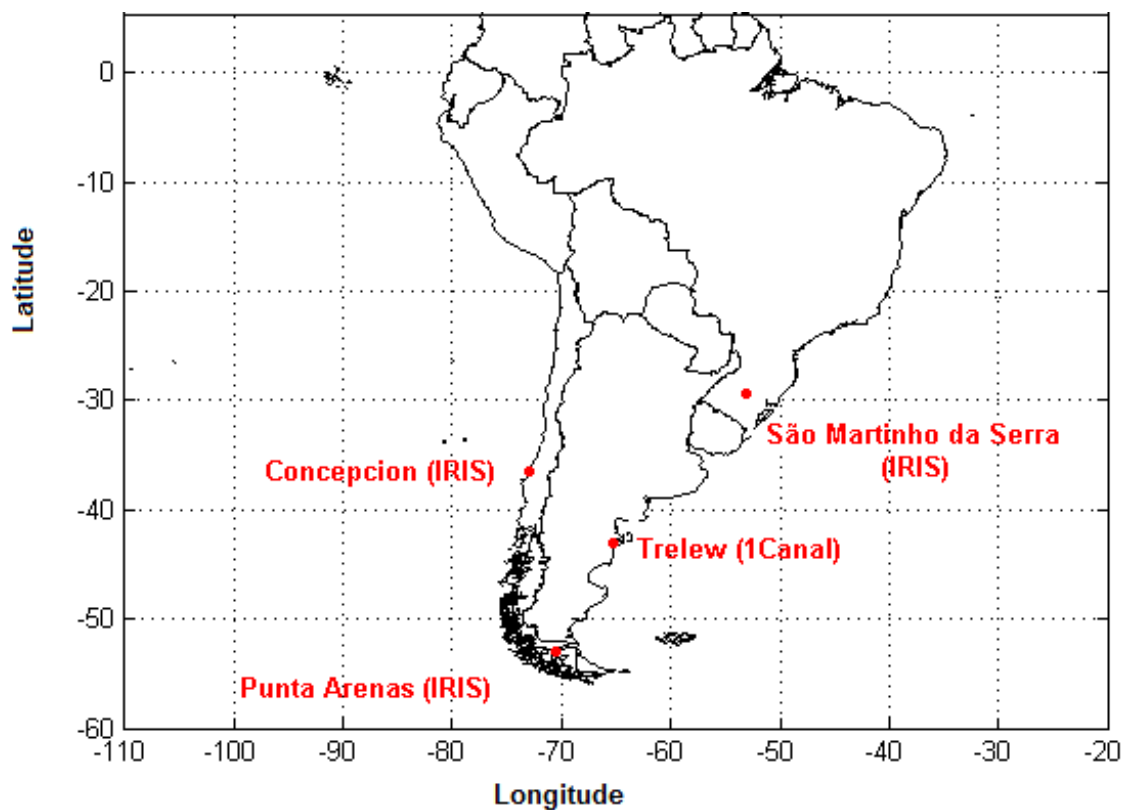 0
-10
-20
-30
-40
-50
-60
Latitude
São Martinho da Serra
(IRIS)
Concepcion (IRIS)
Trelew (1Canal)
Punta Arenas (IRIS)
-110 -100 -90 -80 -70 -60 -50 -40 -30 -20
Longitude